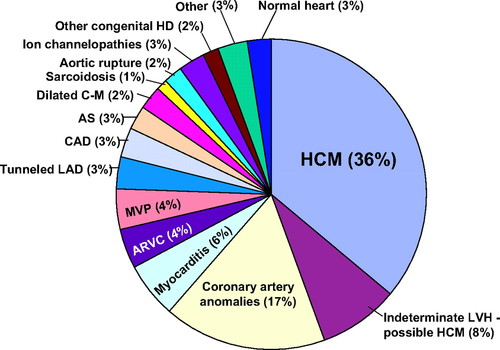 Other (3%)
Normal heart (3%)
Other congenital HD (2%)
Ion channelopathies (3%)
Aortic rupture (2%)
Sarcoidosis (1%)
Dilated C-M (2%)
AS (3%)
CAD (3%)
Tunneled LAD (3%)
MVP (4%)
ARVC (4%)
Myocarditis (6%)
Coronary artery
anomalies (17%)
HCM (36%)
Indeterminate LVH -
possible HCM (8%)